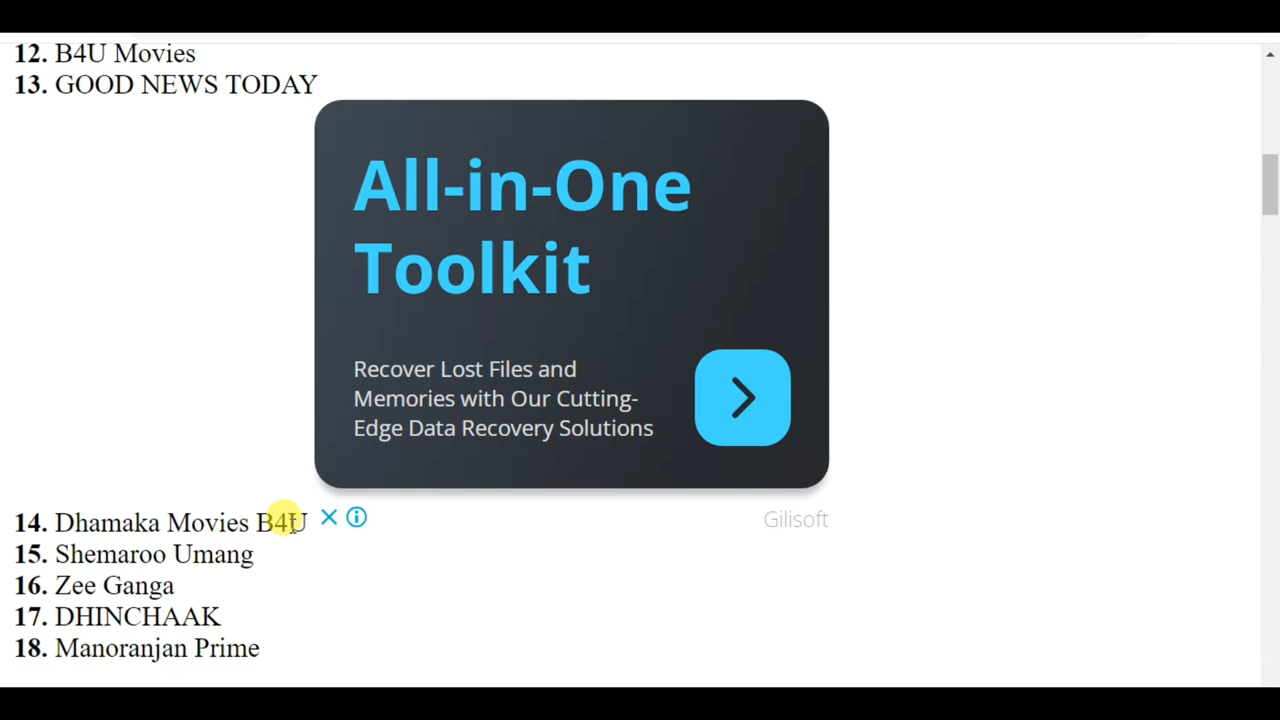 12. B4U Movies
13. GOOD NEWS TODAY
All-in-One
Toolkit
Recover Lost Files and
Memories with Our Cutting-
Edge Data Recovery Solutions
14. Dhamaka Movies B4U
Gilisoft
15. Shemaroo Umang
16. Zee Ganga
17. DHINCHAAK
18. Manoranjan Prime